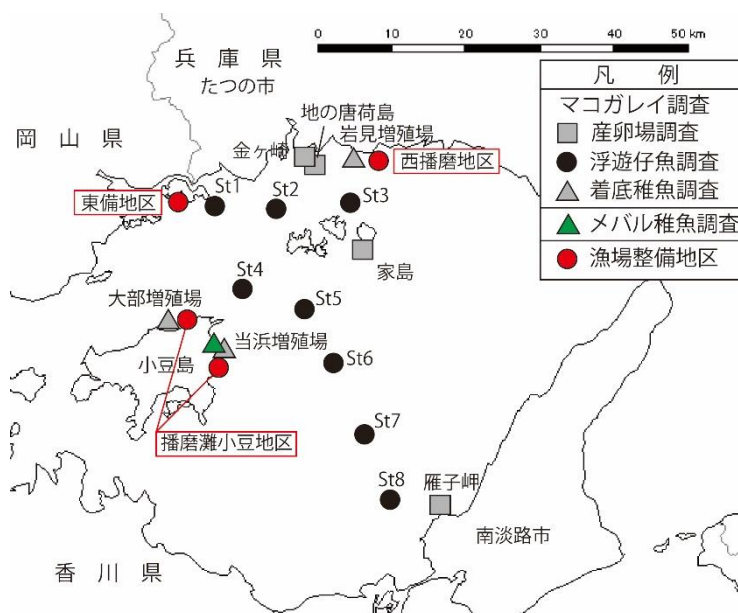 0 10 20 30 40 50 km
兵 庫 県
たつの市
岡 山 県
地の唐荷島
金ヶ崎
岩見増殖場
西播磨地区
東備地区
St1
St2
St3
家島
St4
St5
大部増殖場
当浜増殖場
小豆島
St6
播磨灘小豆地区
St7
St8
雁子岬
南淡路市
香 川 県
凡 例
マコガレイ調査
産卵場調査
浮遊仔魚調査
着底稚魚調査
メバル稚魚調査
漁場整備地区